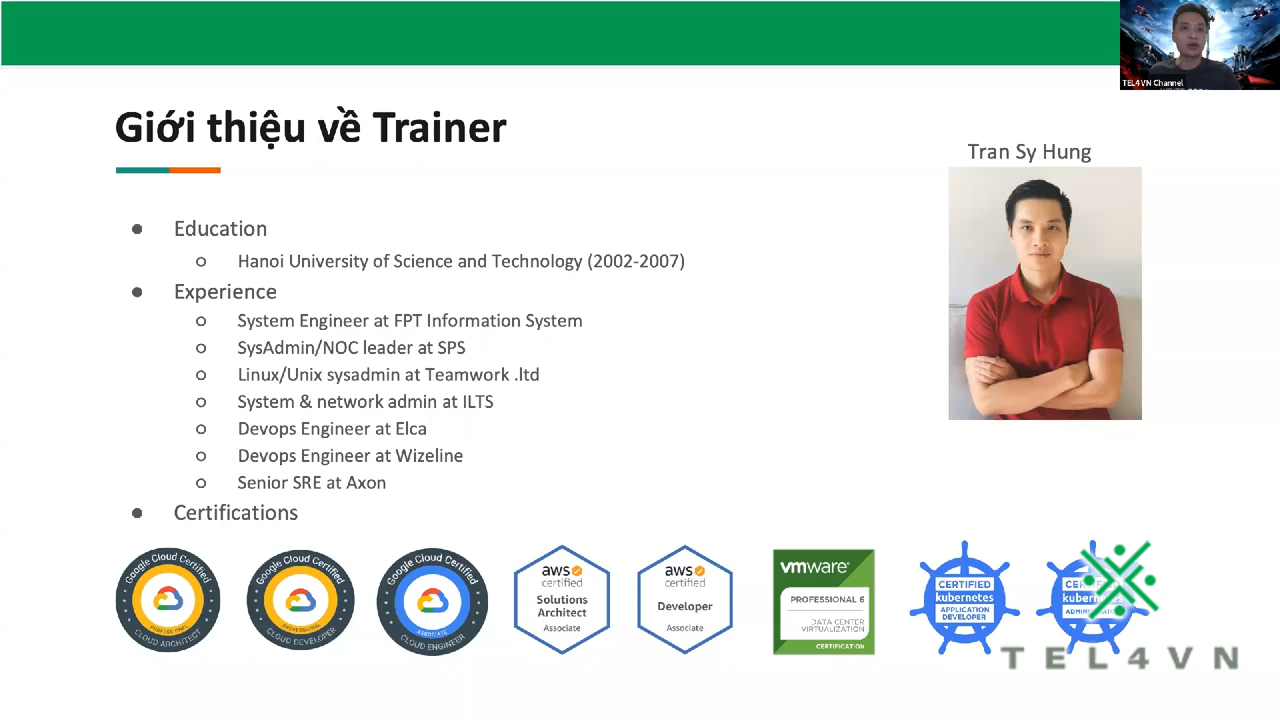 TEL4VN Channel
Giới thiệu về Trainer
Tran Sy Hung
● Education
○ Hanoi University of Science and Technology (2002-2007)
● Experience
○ System Engineer at FPT Information System
○ SysAdmin/NOC leader at SPS
○ Linux/Unix sysadmin at Teamwork .ltd
○ System & network admin at ILTS
○ Devops Engineer at Elca
○ Devops Engineer at Wizeline
○ Senior SRE at Axon
● Certifications
Google Cloud Certified
PROFESSIONAL
CLOUD ARCHITECT
Google Cloud Certified
PROFESSIONAL
CLOUD DEVELOPER
Google Cloud Certified
ASSOCIATE
CLOUD ENGINEER
aws
certified
Solutions
Architect
Associate
aws
certified
Developer
Associate
vmware®
PROFESSIONAL 6
DATA CENTER
VIRTUALIZATION
CERTIFICATION
CERTIFIED
kubernetes
APPLICATION
DEVELOPER
TEL4VN